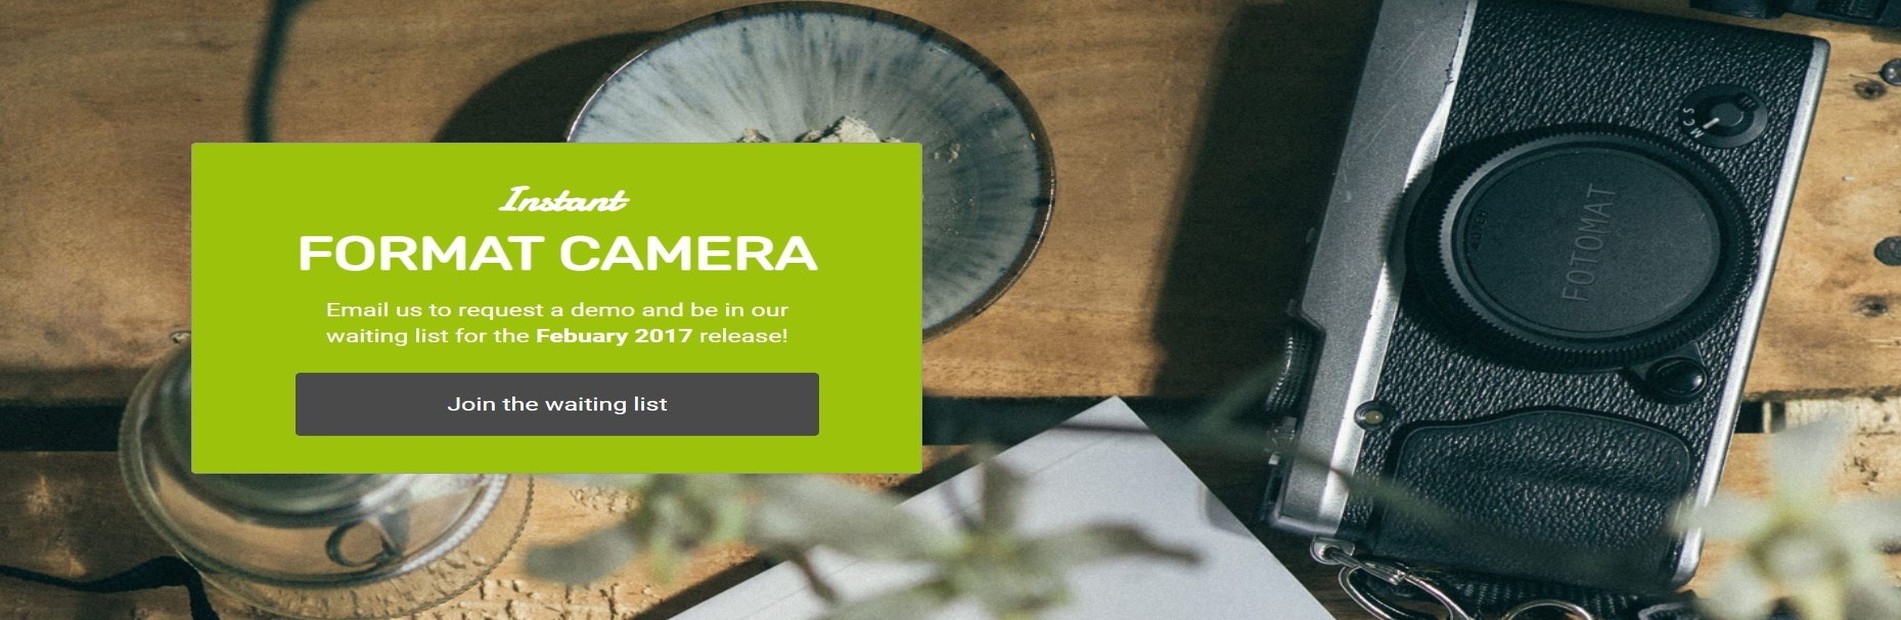 Instant
FORMAT CAMERA
Email us to request a demo and be in our
waiting list for the Febuary 2017 release!
Join the waiting list
FOTOMAT
M C S